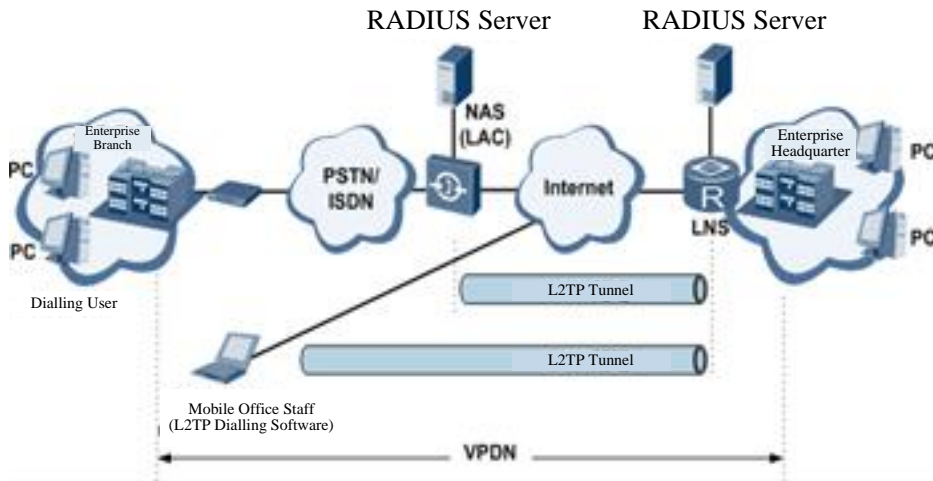 RADIUS Server
RADIUS Server
NAS
(LAC)
Enterprise
Branch
Enterprise
Headquarter
PC
PC
PSTN/
ISDN
Internet
R
LNS
PC
PC
Dialling User
L2TP Tunnel
L2TP Tunnel
Mobile Office Staff
(L2TP Dialling Software)
VPDN